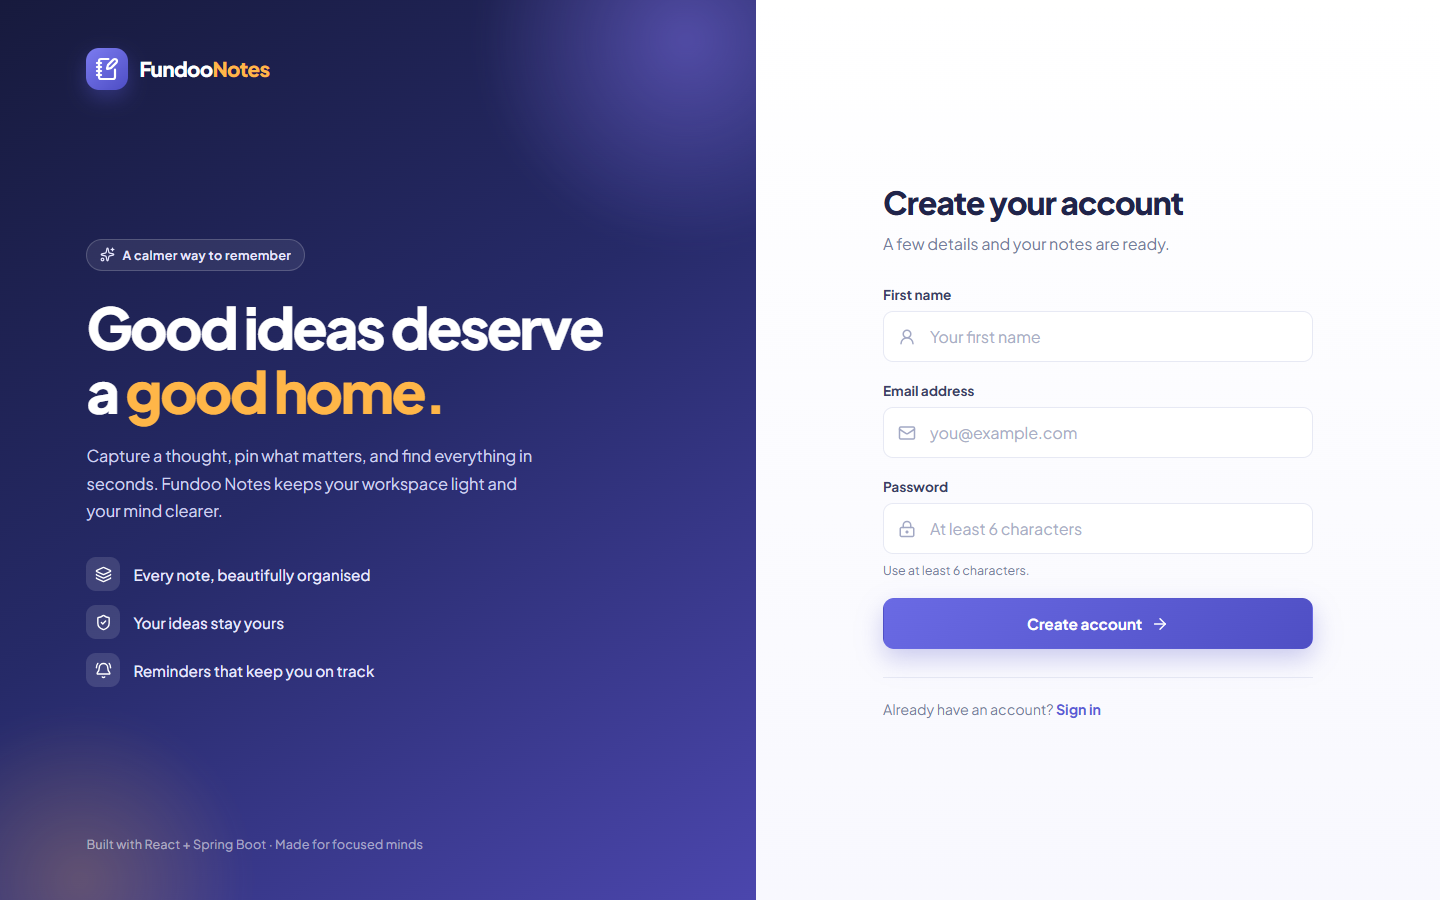 FundooNotes
A calmer way to remember
Good ideas deserve
a good home.
Capture a thought, pin what matters, and find everything in
seconds. Fundoo Notes keeps your workspace light and
your mind clearer.
Every note, beautifully organised
Your ideas stay yours
Reminders that keep you on track
Built with React + Spring Boot · Made for focused minds
Create your account
A few details and your notes are ready.
First name
Your first name
Email address
you@example.com
Password
At least 6 characters
Use at least 6 characters.
Create account →
Already have an account? Sign in